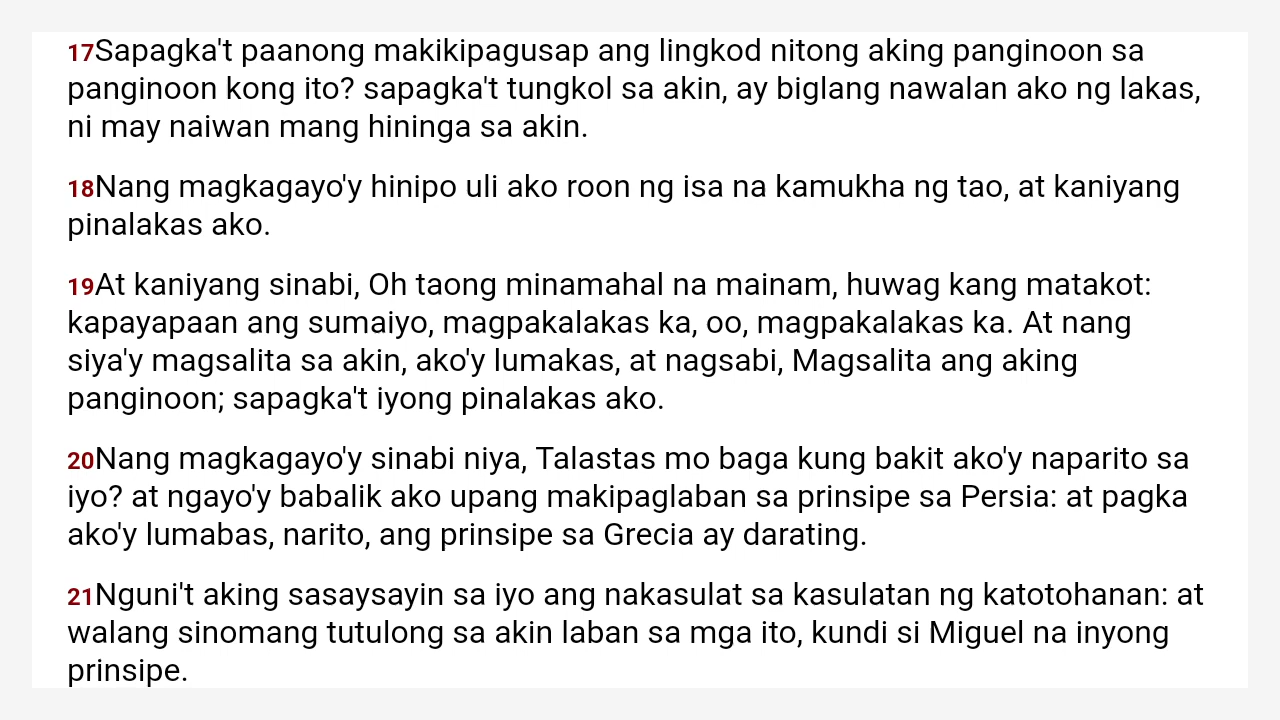 17Sapagka't paanong makikipagusap ang lingkod nitong aking panginoon sa
panginoon kong ito? sapagka't tungkol sa akin, ay biglang nawalan ako ng lakas,
ni may naiwan mang hininga sa akin.
18Nang magkagayo'y hinipo uli ako roon ng isa na kamukha ng tao, at kaniyang
pinalakas ako.
19At kaniyang sinabi, Oh taong minamahal na mainam, huwag kang matakot:
kapayapaan ang sumaiyo, magpakalakas ka, oo, magpakalakas ka. At nang
siya'y magsalita sa akin, ako'y lumakas, at nagsabi, Magsalita ang aking
panginoon; sapagka't iyong pinalakas ako.
20Nang magkagayo'y sinabi niya, Talastas mo baga kung bakit ako'y naparito sa
iyo? at ngayo'y babalik ako upang makipaglaban sa prinsipe sa Persia: at pagka
ako'y lumabas, narito, ang prinsipe sa Grecia ay darating.
21Nguni't aking sasaysayin sa iyo ang nakasulat sa kasulatan ng katotohanan: at
walang sinomang tutulong sa akin laban sa mga ito, kundi si Miguel na inyong
prinsipe.